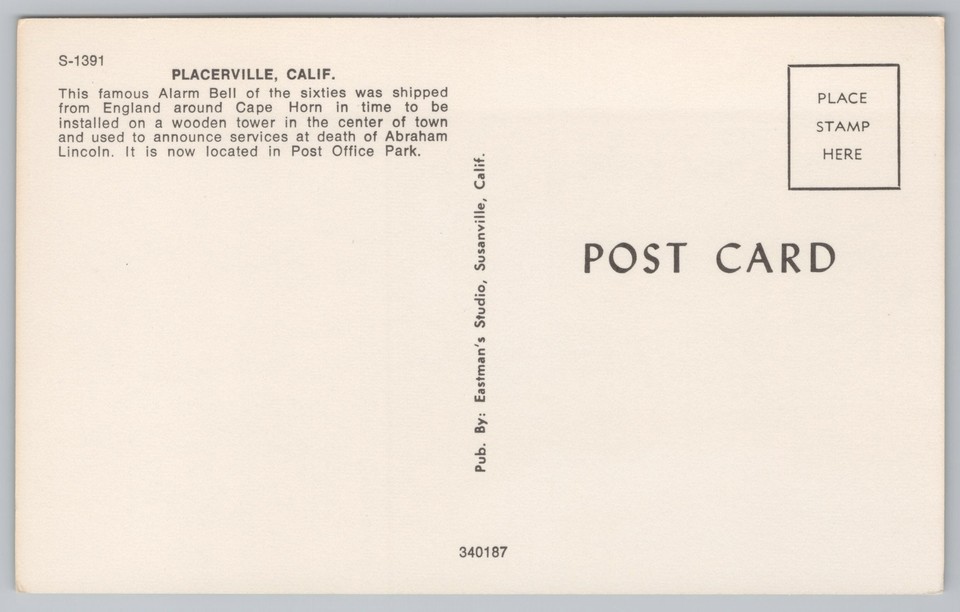 S-1391
PLACERVILLE, CALIF.
This famous Alarm Bell of the sixties was shipped
from England around Cape Horn in time to be
installed on a wooden tower in the center of town
and used to announce services at death of Abraham
Lincoln. It is now located in Post Office Park.
Pub. By: Eastman's Studio, Susanville, Calif.
PLACE
STAMP
HERE
POST CARD
340187